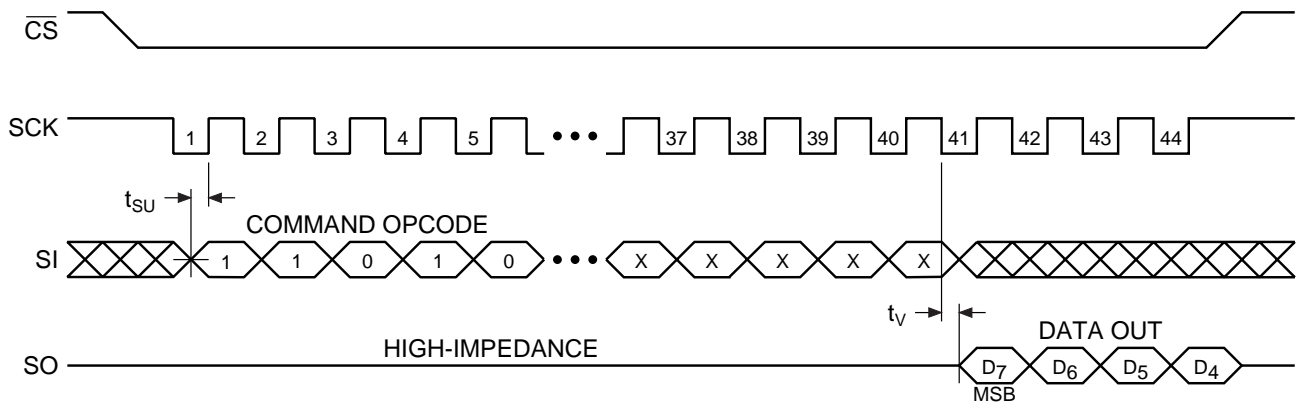 CS
SCK 1 2 3 4 5 ••• 37 38 39 40 41 42 43 44
tSU
COMMAND OPCODE
SI 1 1 0 1 0 ••• X X X X X
tV
DATA OUT
HIGH-IMPEDANCE
SO D7 D6 D5 D4
MSB